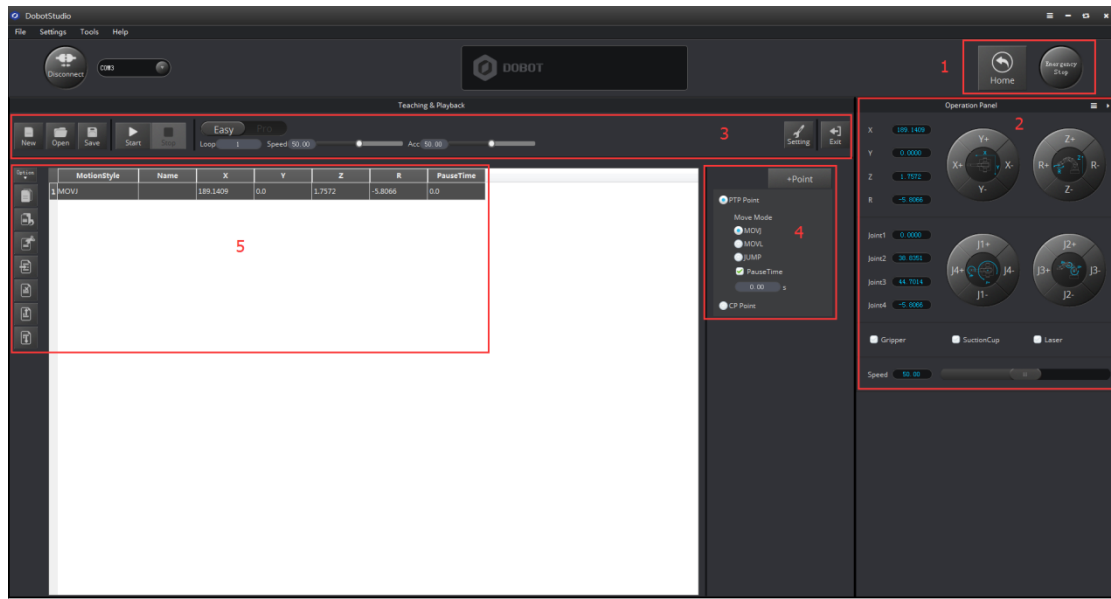 DobotStudio
File Settings Tools Help
Disconnect
COM3
DOBOT
1
Home
Emergency
Stop
Teaching & Playback
Operation Panel
New Open Save Start Stop
Easy Pro
Loop 1 Speed 50.00 Acc 50.00
3
Setting Exit
Option
MotionStyle Name X Y Z R PauseTime
1 MOVJ 189.1409 0.0 1.7572 -5.8066 0.0
5
+Point
PTP Point
Move Mode
MOVJ
MOVL
JUMP
PauseTime
0.00 s
CP Point
4
2
X 189.1409
Y 0.0000
Z 1.7572
R -5.8066
Y+
X+ X-
Y-
Z+
R+ R-
Z-
Joint1 0.0000
Joint2 38.8251
Joint3 44.7014
Joint4 -5.8066
J1+
J4+ J4-
J1-
J2+
J3+ J3-
J2-
Gripper SuctionCup Laser
Speed 50.00